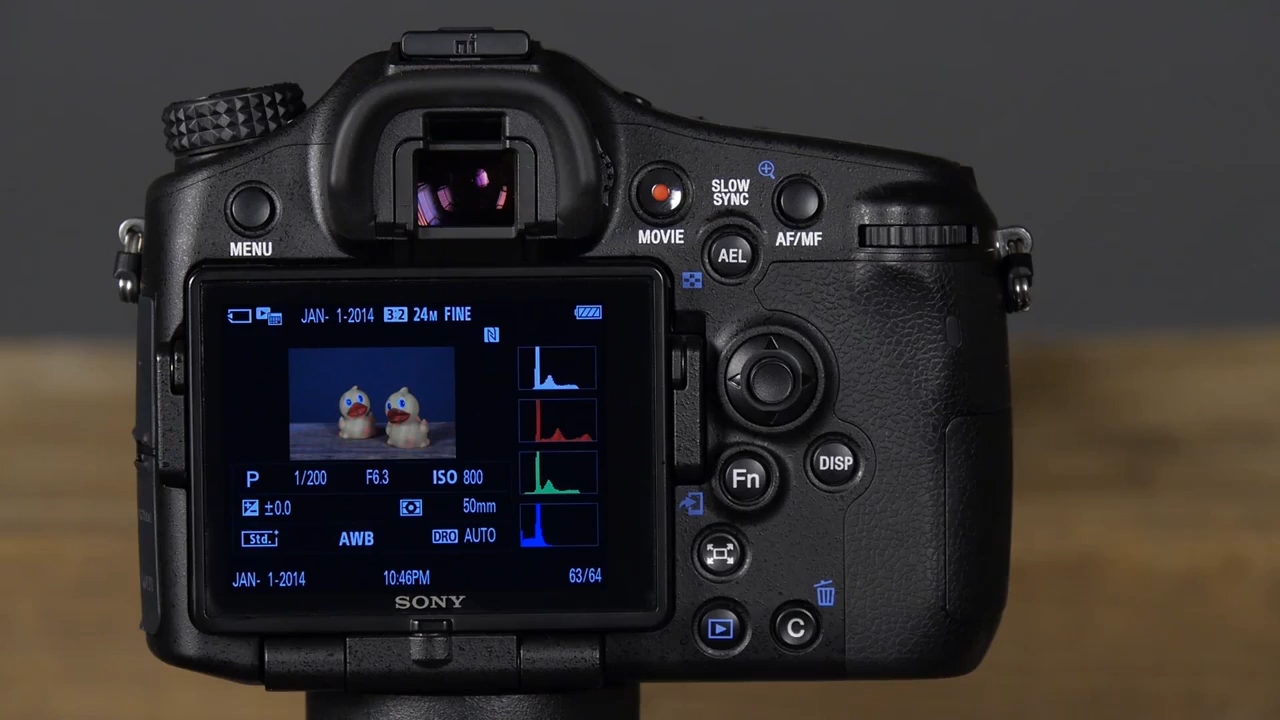 MENU
MOVIE
SLOW
SYNC
AF/MF
AEL
JAN- 1-2014 3:2 24M FINE
N
P 1/200 F6.3 ISO 800
±0.0 50mm
Std.+ AWB DRO AUTO
JAN- 1-2014 10:46PM 63/64
SONY
Fn
DISP
C